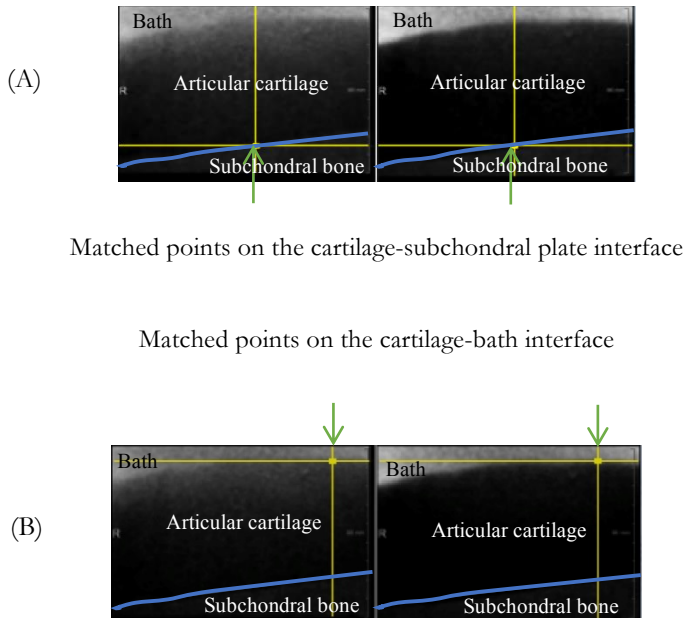 (A)
Bath
Articular cartilage
R
Subchondral bone
Bath
Articular cartilage
R
Subchondral bone
Matched points on the cartilage-subchondral plate interface
Matched points on the cartilage-bath interface
(B)
Bath
Articular cartilage
R
Subchondral bone
Bath
Articular cartilage
R
Subchondral bone